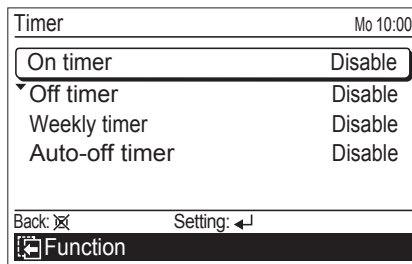 Timer Mo 10:00
On timer Disable
Off timer Disable
Weekly timer Disable
Auto-off timer Disable
Back: Setting:
Function